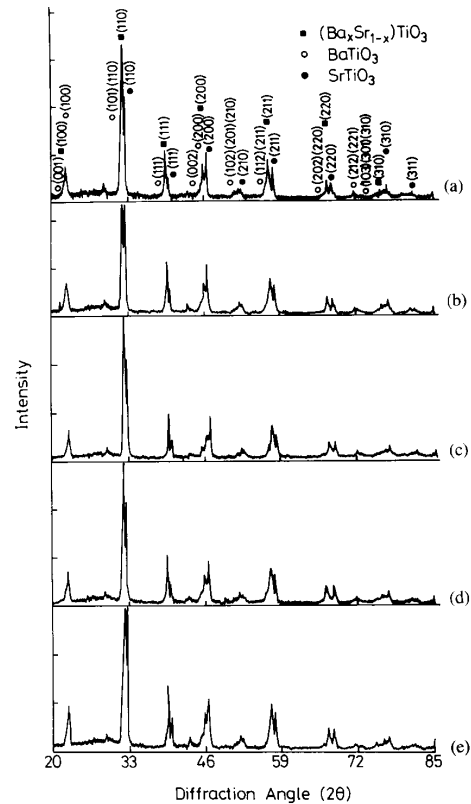 ■ (BaxSr1-x)TiO3
○ BaTiO3
● SrTiO3
○(001)
■(100)
○(100)
○(101)(110)
■(110)
●(110)
○(111)
■(111)
●(111)
○(002)
○(200)
■(200)
●(200)
○(102)(201)(210)
●(210)
○(112)(211)
■(211)
●(211)
○(202)(220)
■(220)
●(220)
○(212)(221)
○(103)(301)(310)
■(310)
●(310)
●(311)
(a)
(b)
(c)
(d)
(e)
Intensity
20 33 46 59 72 85
Diffraction Angle (2θ)